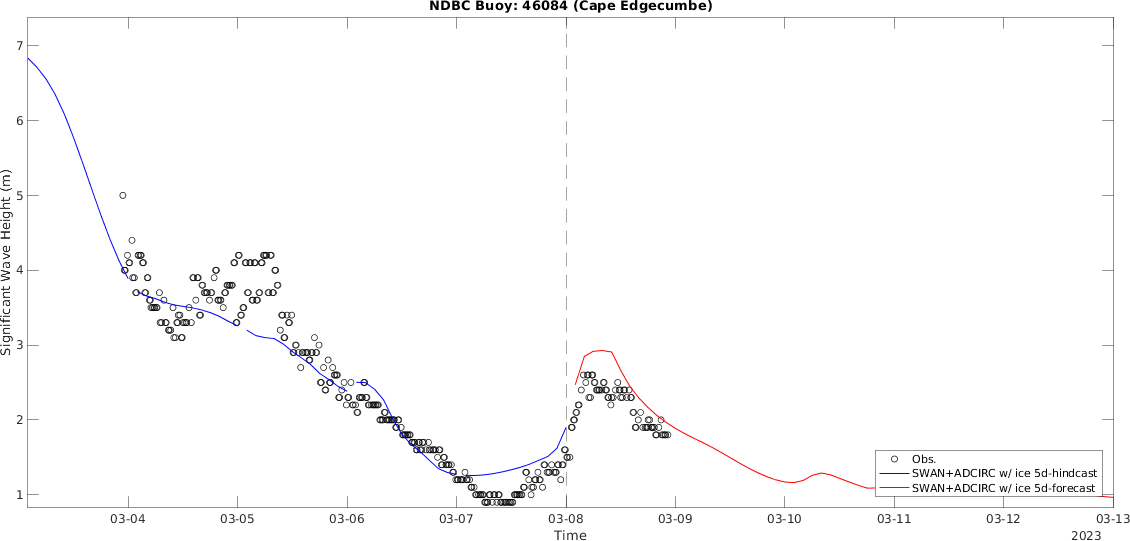 NDBC Buoy: 46084 (Cape Edgecumbe)
Significant Wave Height (m)
7
6
5
4
3
2
1
Obs.
SWAN+ADCIRC w/ ice 5d-hindcast
SWAN+ADCIRC w/ ice 5d-forecast
03-04 03-05 03-06 03-07 03-08 03-09 03-10 03-11 03-12 03-13
Time
2023